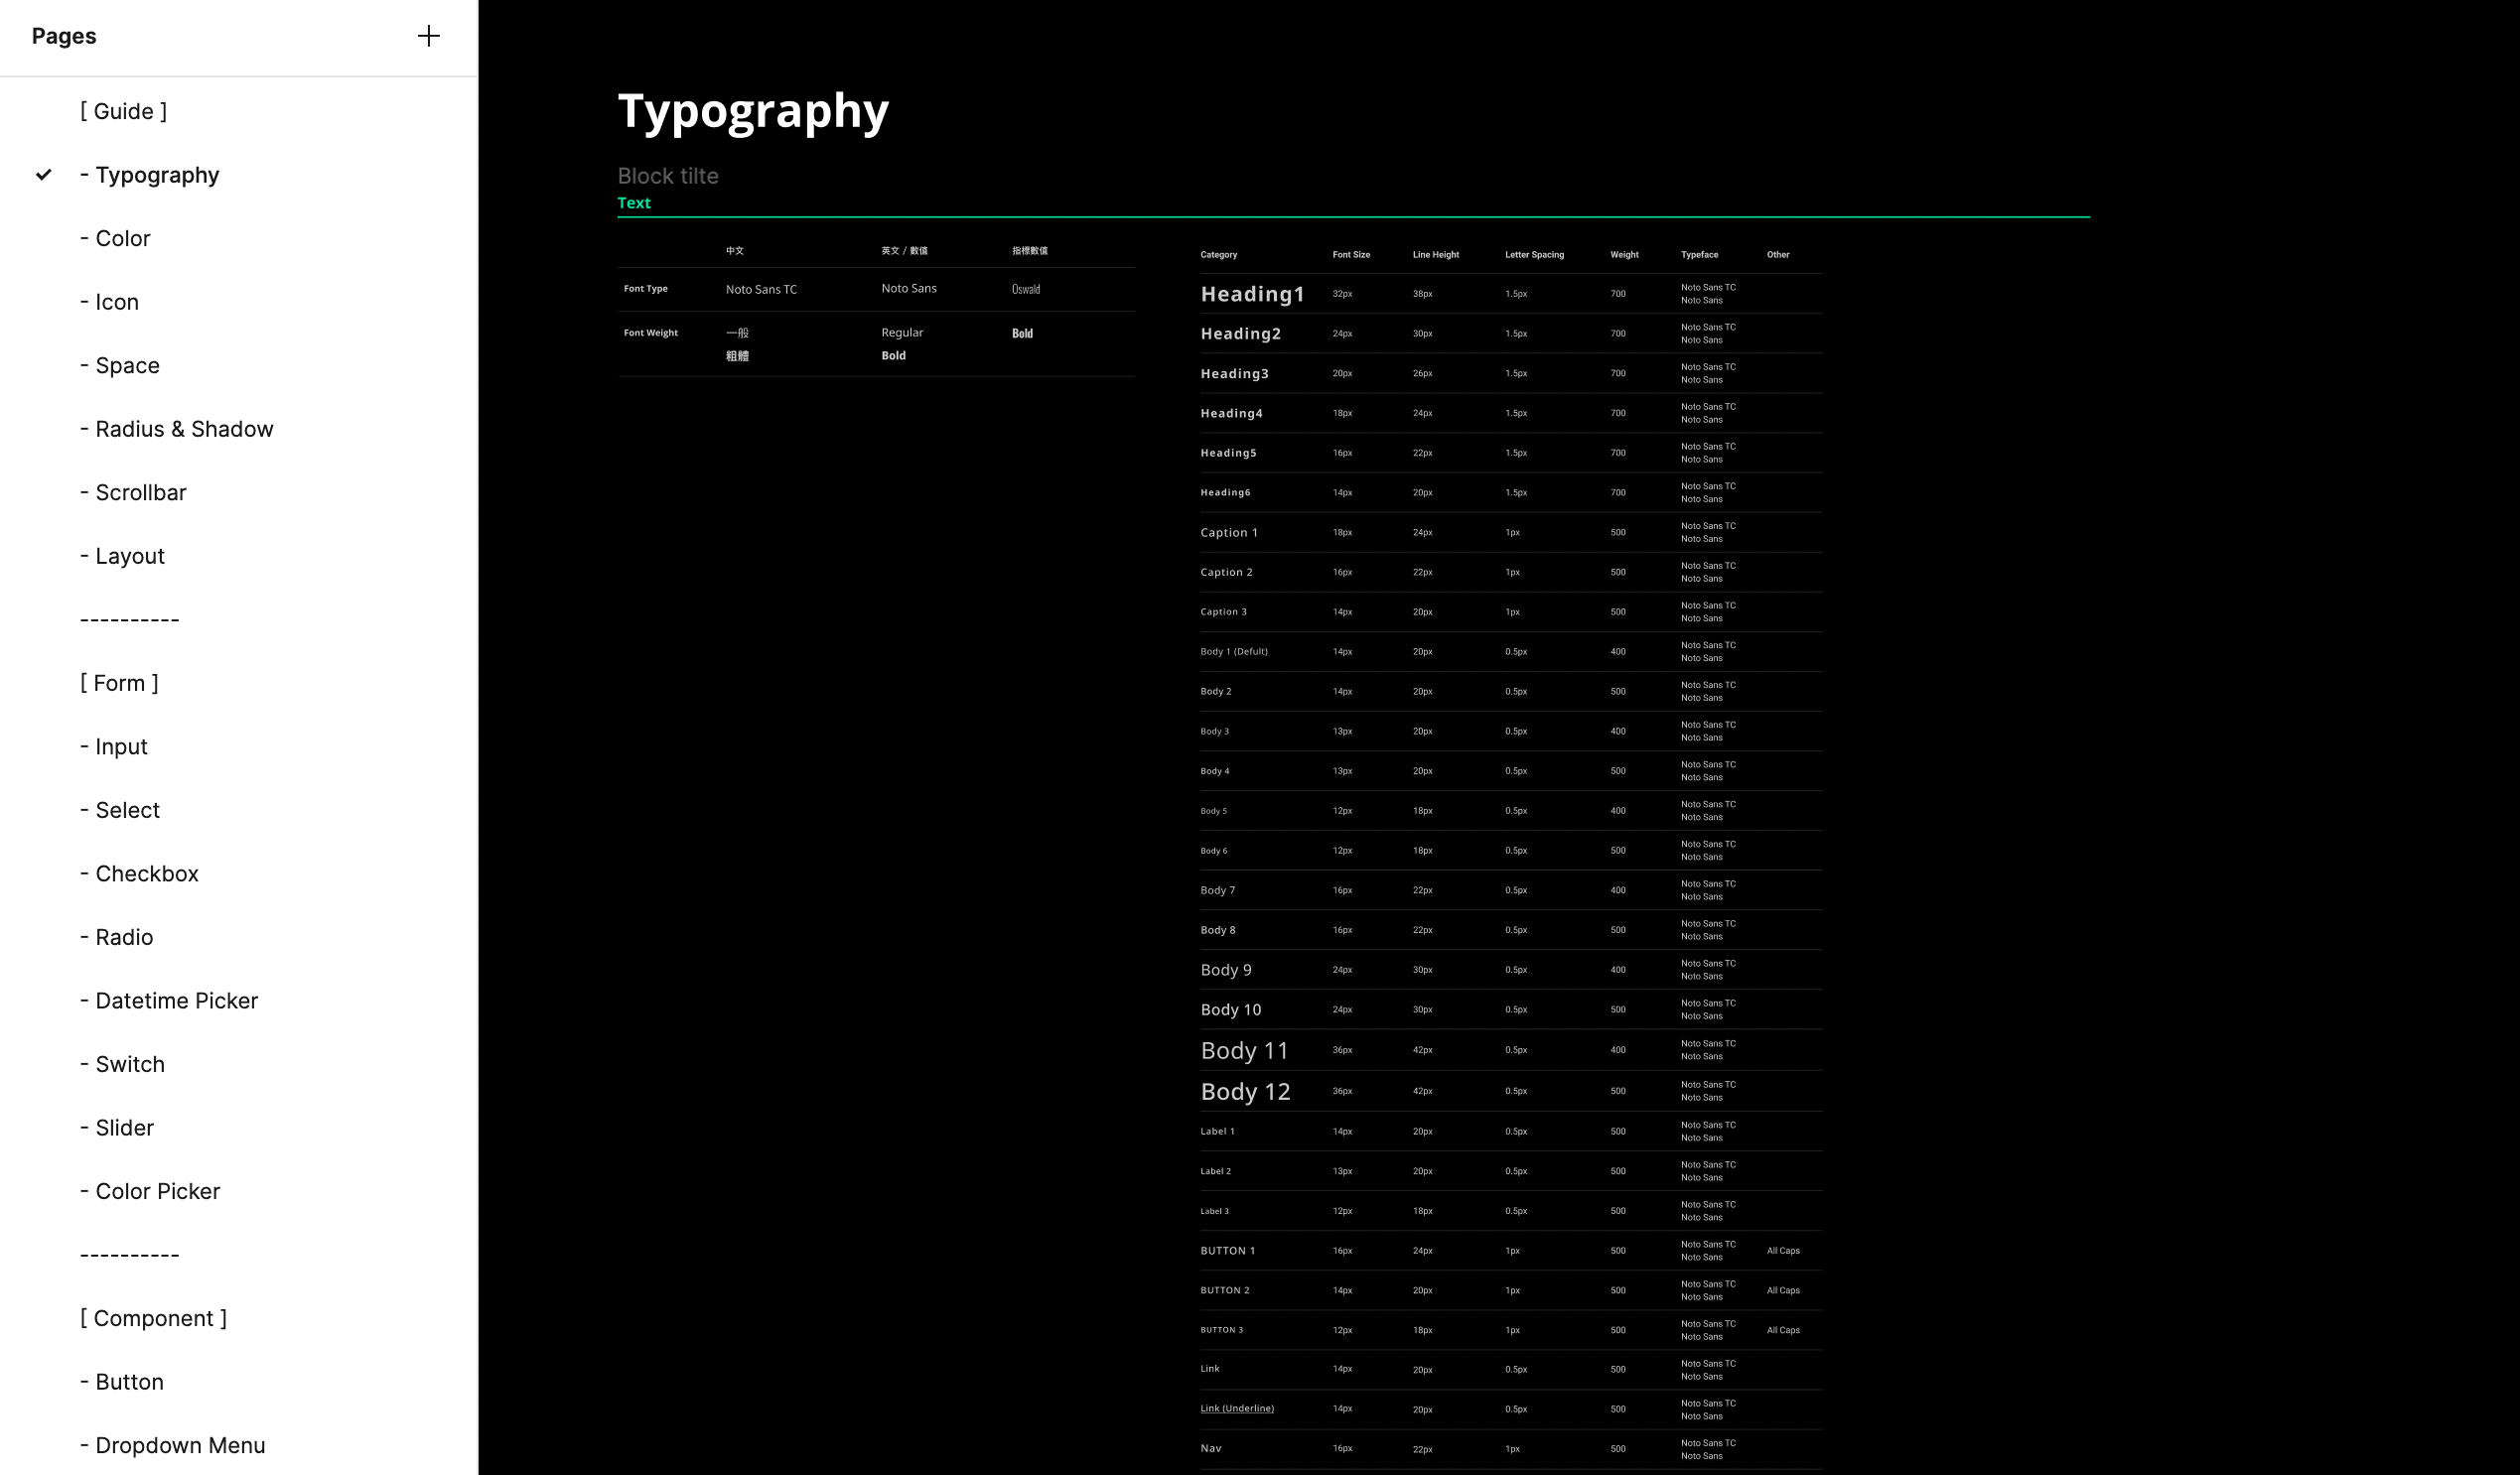 Pages
[ Guide ]
- Typography
- Color
- Icon
- Space
- Radius & Shadow
- Scrollbar
- Layout
----------
[ Form ]
- Input
- Select
- Checkbox
- Radio
- Datetime Picker
- Switch
- Slider
- Color Picker
----------
[ Component ]
- Button
- Dropdown Menu
Typography
Block tilte
Text
中文 英文 / 數值 指標數值
Font Type Noto Sans TC Noto Sans Oswald
Font Weight 一般 Regular Bold
粗體 Bold
Category Font Size Line Height Letter Spacing Weight Typeface Other
Heading1 32px 38px 1.5px 700 Noto Sans TC
Noto Sans
Heading2 24px 30px 1.5px 700 Noto Sans TC
Noto Sans
Heading3 20px 26px 1.5px 700 Noto Sans TC
Noto Sans
Heading4 18px 24px 1.5px 700 Noto Sans TC
Noto Sans
Heading5 16px 22px 1.5px 700 Noto Sans TC
Noto Sans
Heading6 14px 20px 1.5px 700 Noto Sans TC
Noto Sans
Caption 1 18px 24px 1px 500 Noto Sans TC
Noto Sans
Caption 2 16px 22px 1px 500 Noto Sans TC
Noto Sans
Caption 3 14px 20px 1px 500 Noto Sans TC
Noto Sans
Body 1 (Defult) 14px 20px 0.5px 400 Noto Sans TC
Noto Sans
Body 2 14px 20px 0.5px 500 Noto Sans TC
Noto Sans
Body 3 13px 20px 0.5px 400 Noto Sans TC
Noto Sans
Body 4 13px 20px 0.5px 500 Noto Sans TC
Noto Sans
Body 5 12px 18px 0.5px 400 Noto Sans TC
Noto Sans
Body 6 12px 18px 0.5px 500 Noto Sans TC
Noto Sans
Body 7 16px 22px 0.5px 400 Noto Sans TC
Noto Sans
Body 8 16px 22px 0.5px 500 Noto Sans TC
Noto Sans
Body 9 24px 30px 0.5px 400 Noto Sans TC
Noto Sans
Body 10 24px 30px 0.5px 500 Noto Sans TC
Noto Sans
Body 11 36px 42px 0.5px 400 Noto Sans TC
Noto Sans
Body 12 36px 42px 0.5px 500 Noto Sans TC
Noto Sans
Label 1 14px 20px 0.5px 500 Noto Sans TC
Noto Sans
Label 2 13px 20px 0.5px 500 Noto Sans TC
Noto Sans
Label 3 12px 18px 0.5px 500 Noto Sans TC
Noto Sans
BUTTON 1 16px 24px 1px 500 Noto Sans TC All Caps
Noto Sans
BUTTON 2 14px 20px 1px 500 Noto Sans TC All Caps
Noto Sans
BUTTON 3 12px 18px 1px 500 Noto Sans TC All Caps
Noto Sans
Link 14px 20px 0.5px 500 Noto Sans TC
Noto Sans
Link (Underline) 14px 20px 0.5px 500 Noto Sans TC
Noto Sans
Nav 16px 22px 1px 500 Noto Sans TC
Noto Sans